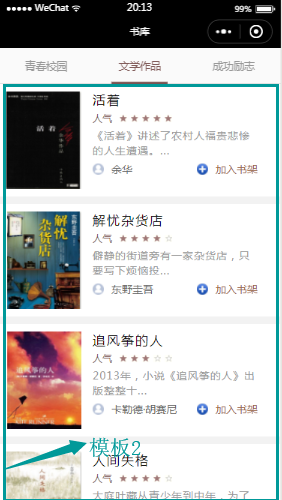 WeChat 20:13 99%
书库
青春校园 文学作品 成功励志
活着
活着
人气 ★ ★ ★ ★ ★
《活着》讲述了农村人福贵悲惨
的人生遭遇。...
余华 加入书架
解忧
杂货店
东野圭吾
解忧杂货店
人气 ★ ★ ★ ★ ☆
僻静的街道旁有一家杂货店，只
要写下烦恼投...
东野圭吾 加入书架
追风筝的人
追风筝的人
人气 ★ ★ ★ ☆ ☆
2013年，小说《追风筝的人》出
版整整十...
卡勒德·胡赛尼 加入书架
模板2
人间失格
人间失格
人气 ★ ★ ★ ★ ☆
大庭叶藏从青少年到中年，为了